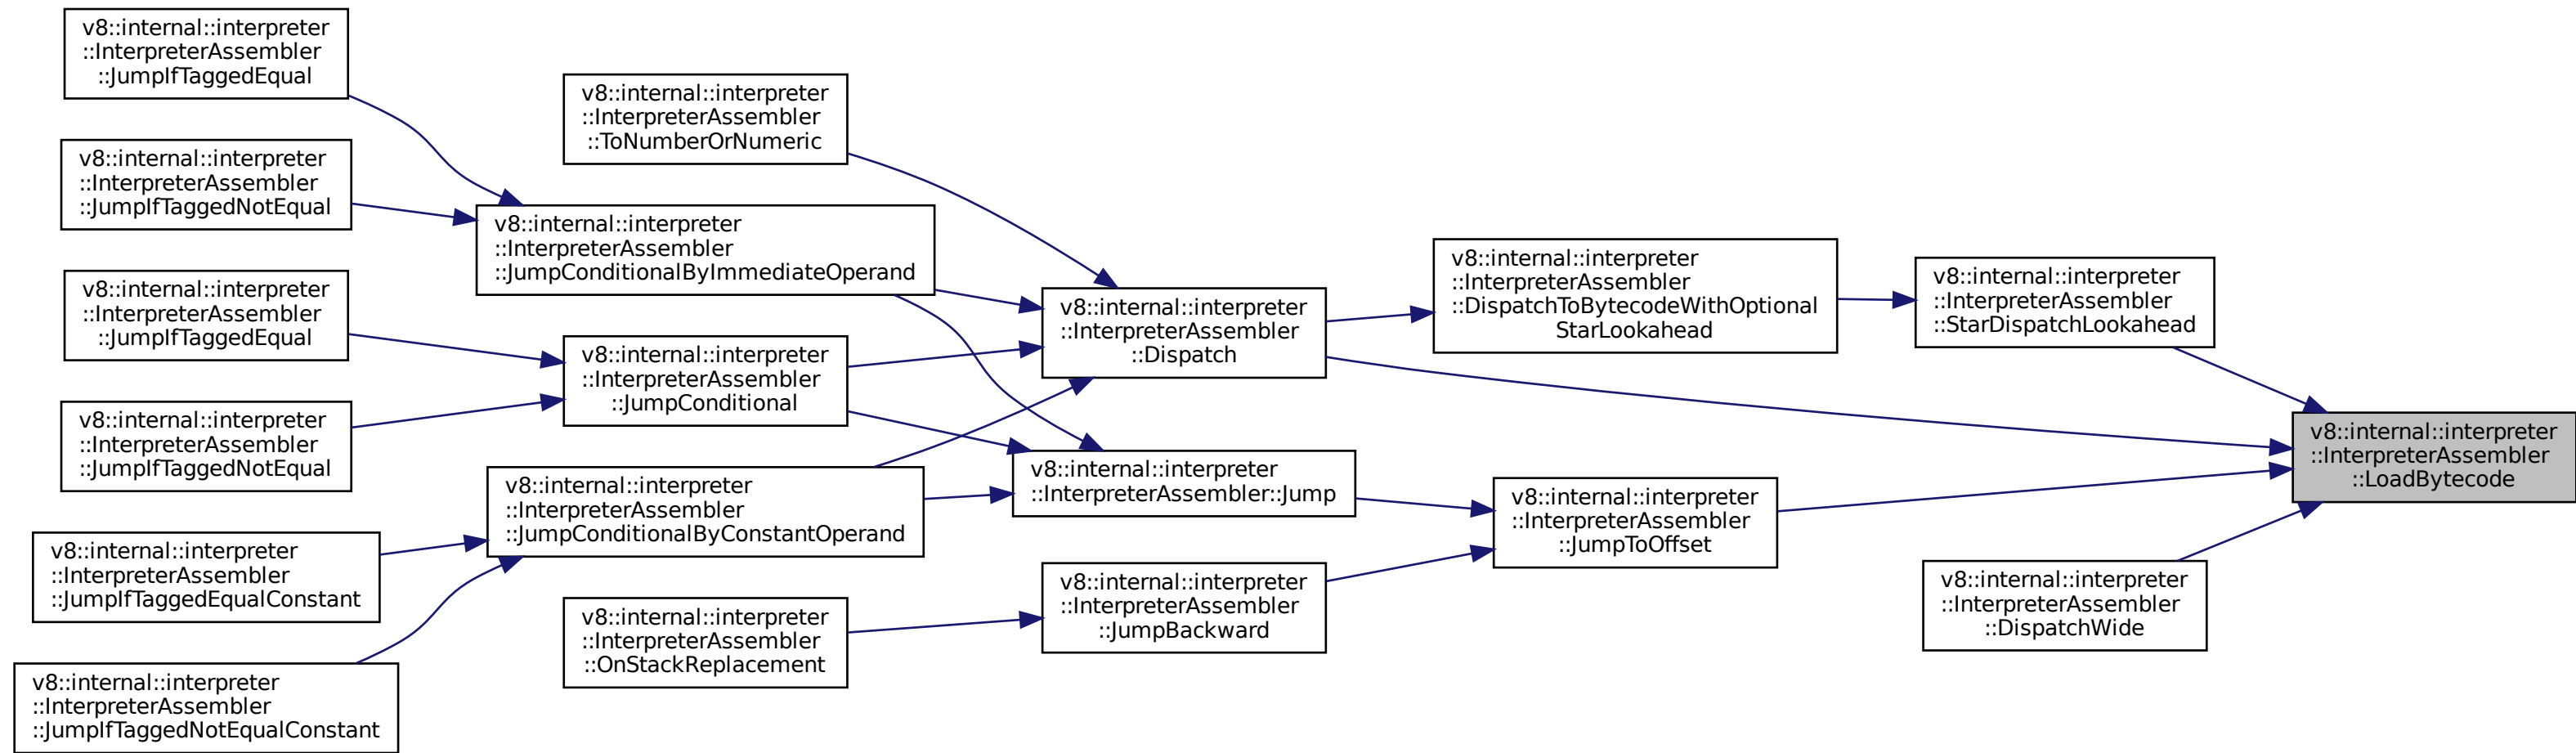 v8::internal::interpreter
::InterpreterAssembler
::JumpIfTaggedEqual
v8::internal::interpreter
::InterpreterAssembler
::JumpIfTaggedNotEqual
v8::internal::interpreter
::InterpreterAssembler
::JumpIfTaggedEqual
v8::internal::interpreter
::InterpreterAssembler
::JumpIfTaggedNotEqual
v8::internal::interpreter
::InterpreterAssembler
::JumpIfTaggedEqualConstant
v8::internal::interpreter
::InterpreterAssembler
::JumpIfTaggedNotEqualConstant
v8::internal::interpreter
::InterpreterAssembler
::ToNumberOrNumeric
v8::internal::interpreter
::InterpreterAssembler
::JumpConditionalByImmediateOperand
v8::internal::interpreter
::InterpreterAssembler
::JumpConditional
v8::internal::interpreter
::InterpreterAssembler
::JumpConditionalByConstantOperand
v8::internal::interpreter
::InterpreterAssembler
::OnStackReplacement
v8::internal::interpreter
::InterpreterAssembler
::Dispatch
v8::internal::interpreter
::InterpreterAssembler::Jump
v8::internal::interpreter
::InterpreterAssembler
::JumpBackward
v8::internal::interpreter
::InterpreterAssembler
::DispatchToBytecodeWithOptional
StarLookahead
v8::internal::interpreter
::InterpreterAssembler
::JumpToOffset
v8::internal::interpreter
::InterpreterAssembler
::StarDispatchLookahead
v8::internal::interpreter
::InterpreterAssembler
::DispatchWide
v8::internal::interpreter
::InterpreterAssembler
::LoadBytecode